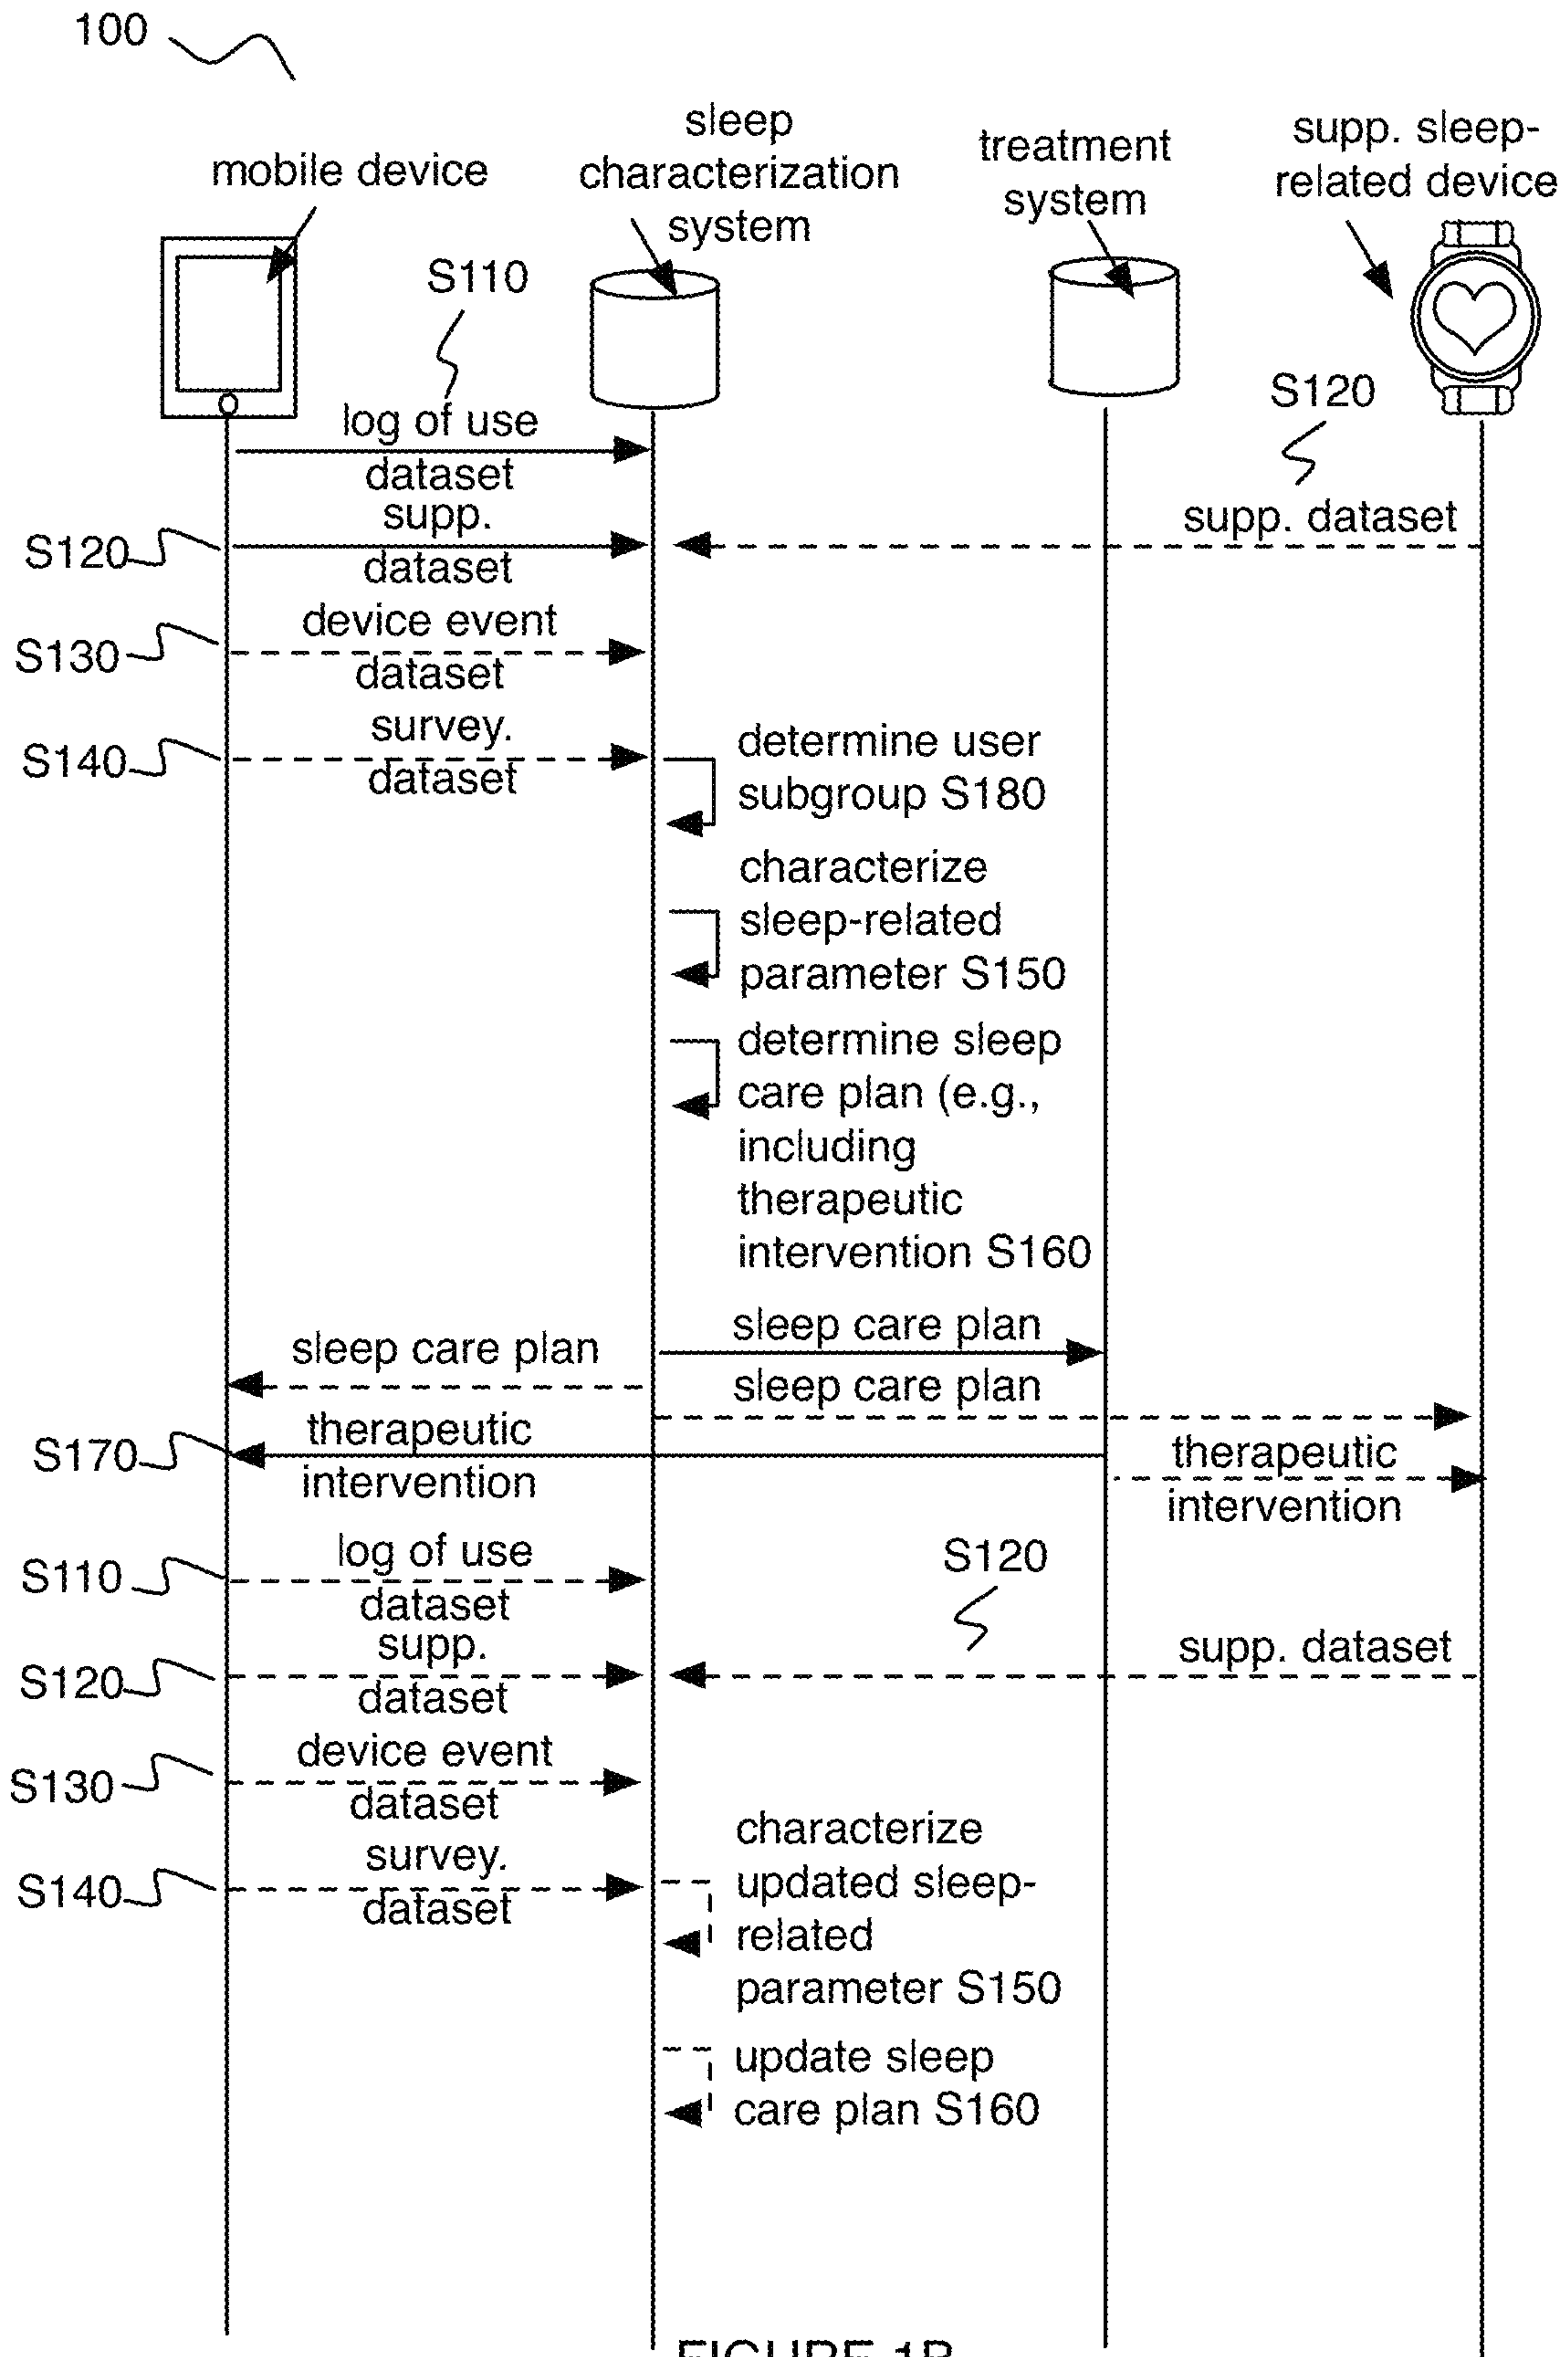 100
mobile device
sleep
characterization
system
treatment
system
supp. sleep-
related device
S110
log of use
dataset
S120
supp. dataset
S120
supp.
dataset
S130
device event
dataset
S140
survey.
dataset
determine user
subgroup S180
characterize
sleep-related
parameter S150
determine sleep
care plan (e.g.,
including
therapeutic
intervention S160
sleep care plan
sleep care plan
sleep care plan
S170
therapeutic
intervention
therapeutic
intervention
S110
log of use
dataset
S120
S120
supp.
dataset
supp. dataset
S130
device event
dataset
S140
survey.
dataset
characterize
updated sleep-
related
parameter S150
update sleep
care plan S160
FIGURE 1B